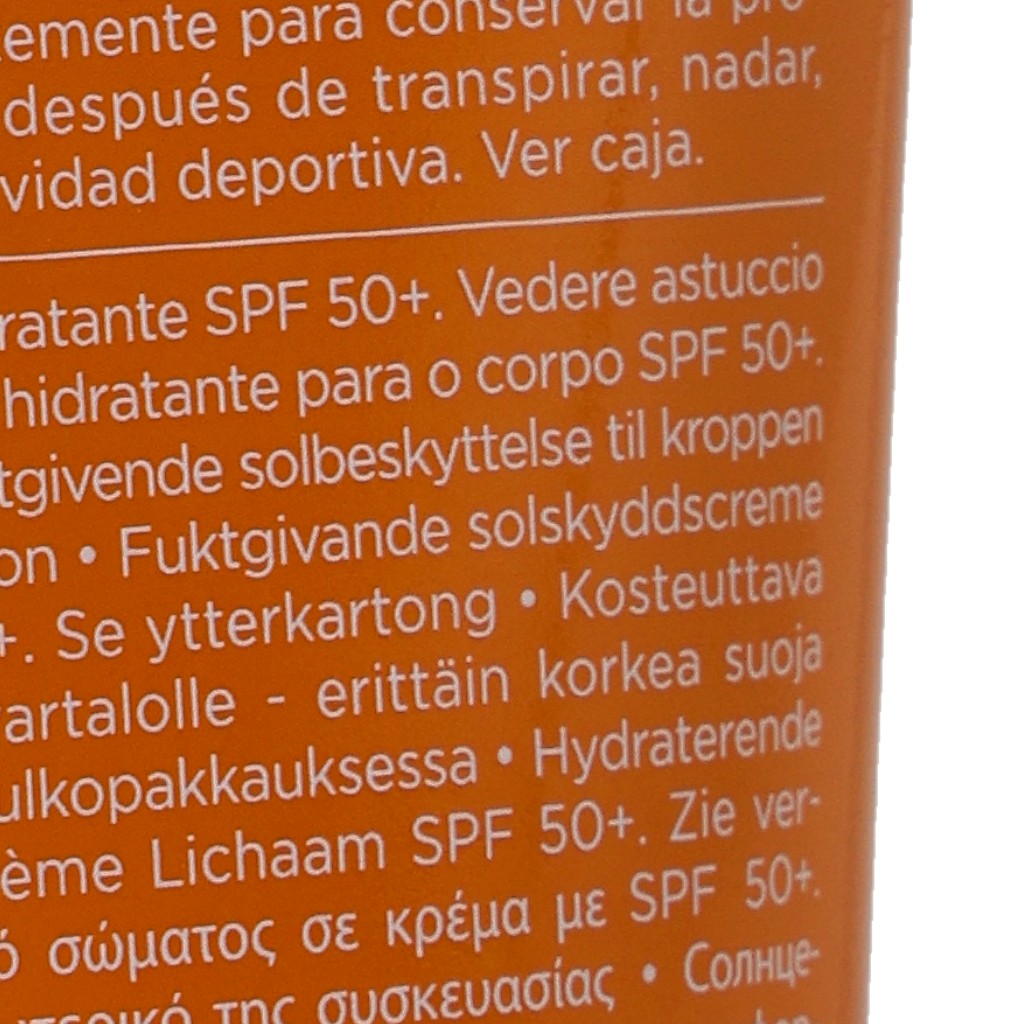 emente para conservar la pro-
después de transpirar, nadar,
vidad deportiva. Ver caja.
ratante SPF 50+. Vedere astuccio
hidratante para o corpo SPF 50+.
tgivende solbeskyttelse til kroppen
on • Fuktgivande solskyddscreme
+. Se ytterkartong • Kosteuttava
artalolle - erittäin korkea suoja
ulkopakkauksessa • Hydraterende
ème Lichaam SPF 50+. Zie ver-
ό σώματος σε κρέμα με SPF 50+.
τερικό της συσκευασίας • Солнце-